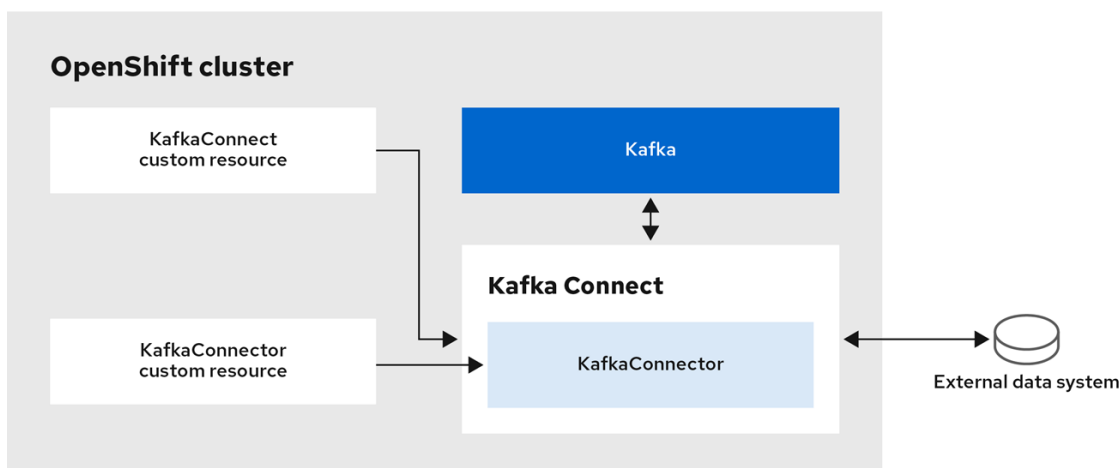 OpenShift cluster
KafkaConnect
custom resource
Kafka
Kafka Connect
KafkaConnector
custom resource
KafkaConnector
External data system